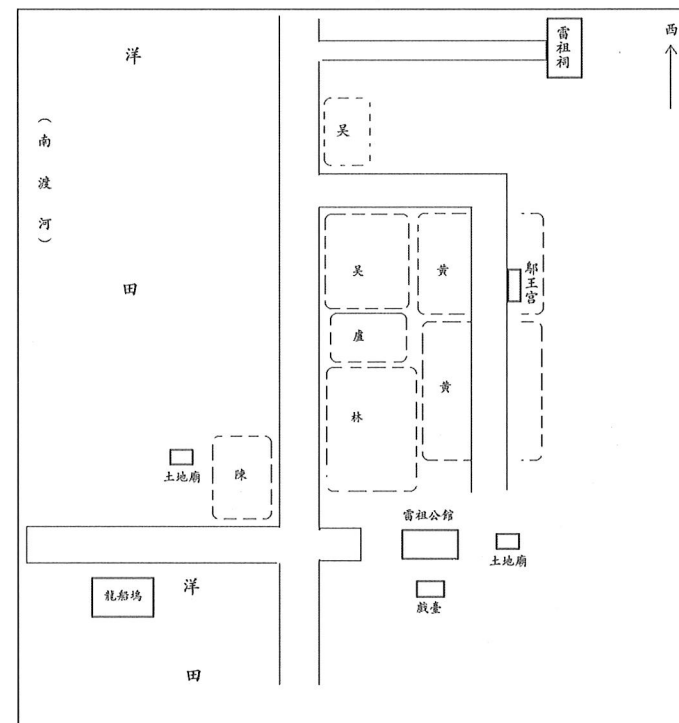 洋
雷祖祠
西
吴
（南渡河）
田
吴
黄
鄔王宫
盧
黄
林
陳
土地廟
雷祖公館
土地廟
龍船塢
洋
戲臺
田